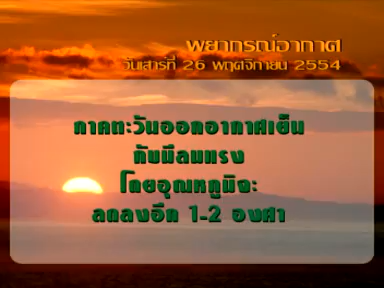 พยากรณ์อากาศ
วันเสาร์ที่ 26 พฤศจิกายน 2554
ภาคตะวันออกอากาศเย็น
กับมีลมแรง
โดยอุณหภูมิจะ
ลดลงอีก 1-2 องศา